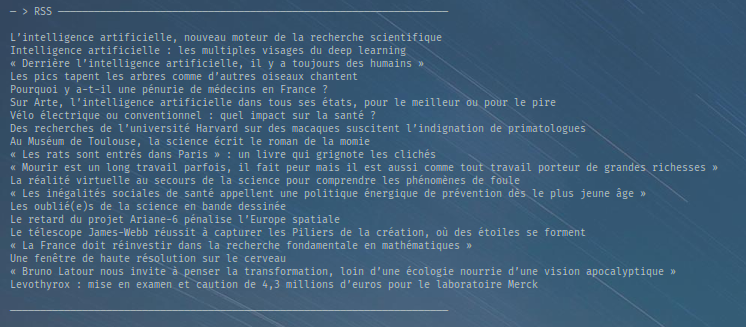 — > RSS
L’intelligence artificielle, nouveau moteur de la recherche scientifique
Intelligence artificielle : les multiples visages du deep learning
« Derrière l’intelligence artificielle, il y a toujours des humains »
Les pics tapent les arbres comme d’autres oiseaux chantent
Pourquoi y a-t-il une pénurie de médecins en France ?
Sur Arte, l’intelligence artificielle dans tous ses états, pour le meilleur ou pour le pire
Vélo électrique ou conventionnel : quel impact sur la santé ?
Des recherches de l’université Harvard sur des macaques suscitent l’indignation de primatologues
Au Muséum de Toulouse, la science écrit le roman de la momie
« Les rats sont entrés dans Paris » : un livre qui grignote les clichés
« Mourir est un long travail parfois, il fait peur mais il est aussi comme tout travail porteur de grandes richesses »
La réalité virtuelle au secours de la science pour comprendre les phénomènes de foule
« Les inégalités sociales de santé appellent une politique énergique de prévention dès le plus jeune âge »
Les oublié(e)s de la science en bande dessinée
Le retard du projet Ariane-6 pénalise l’Europe spatiale
Le télescope James-Webb réussit à capturer les Piliers de la création, où des étoiles se forment
« La France doit réinvestir dans la recherche fondamentale en mathématiques »
Une fenêtre de haute résolution sur le cerveau
« Bruno Latour nous invite à penser la transformation, loin d’une écologie nourrie d’une vision apocalyptique »
Levothyrox : mise en examen et caution de 4,3 millions d’euros pour le laboratoire Merck